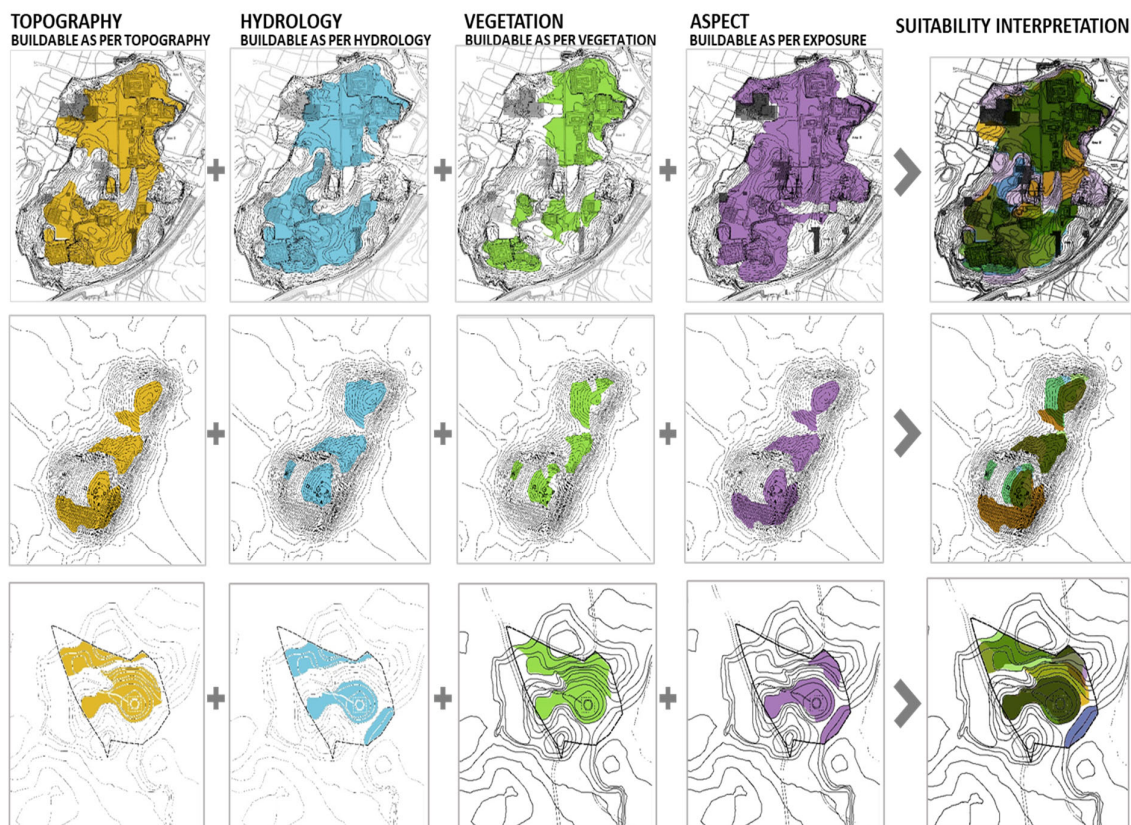 TOPOGRAPHY
BUILDABLE AS PER TOPOGRAPHY
HYDROLOGY
BUILDABLE AS PER HYDROLOGY
VEGETATION
BUILDABLE AS PER VEGETATION
ASPECT
BUILDABLE AS PER EXPOSURE
SUITABILITY INTERPRETATION